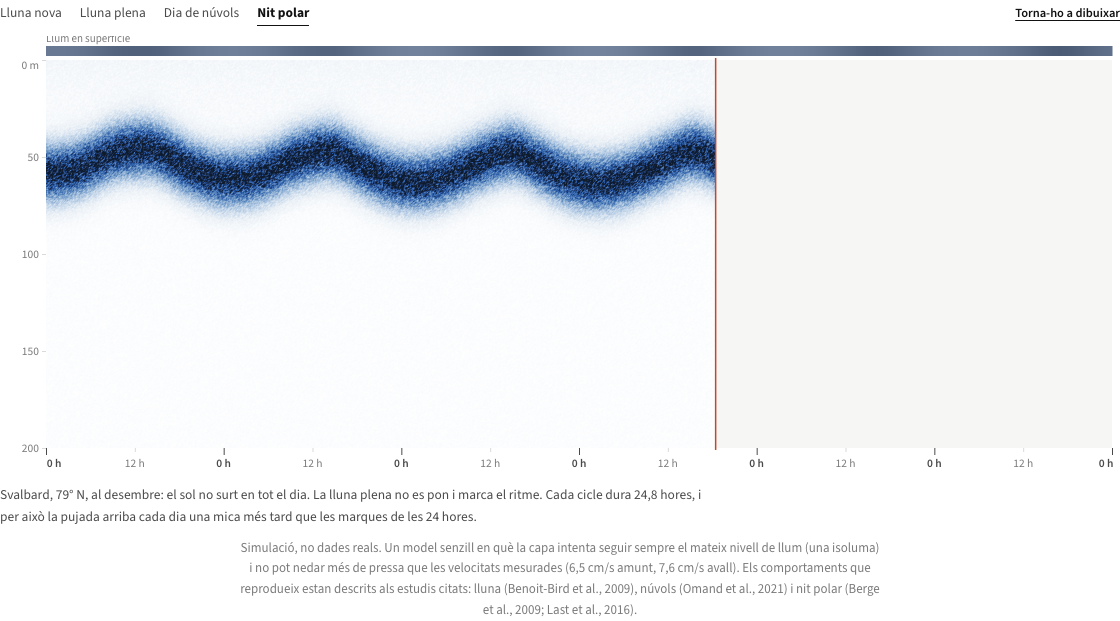 Lluna nova Lluna plena Dia de núvols Nit polar Torna-ho a dibuixar
Llum en superfície
0 m
50
100
150
200
0 h 12 h 0 h 12 h 0 h 12 h 0 h 12 h 0 h 12 h 0 h 12 h 0 h
Svalbard, 79° N, al desembre: el sol no surt en tot el dia. La lluna plena no es pon i marca el ritme. Cada cicle dura 24,8 hores, i
per això la pujada arriba cada dia una mica més tard que les marques de les 24 hores.
Simulació, no dades reals. Un model senzill en què la capa intenta seguir sempre el mateix nivell de llum (una isoluma)
i no pot nedar més de pressa que les velocitats mesurades (6,5 cm/s amunt, 7,6 cm/s avall). Els comportaments que
reprodueix estan descrits als estudis citats: lluna (Benoit-Bird et al., 2009), núvols (Omand et al., 2021) i nit polar (Berge
et al., 2009; Last et al., 2016).